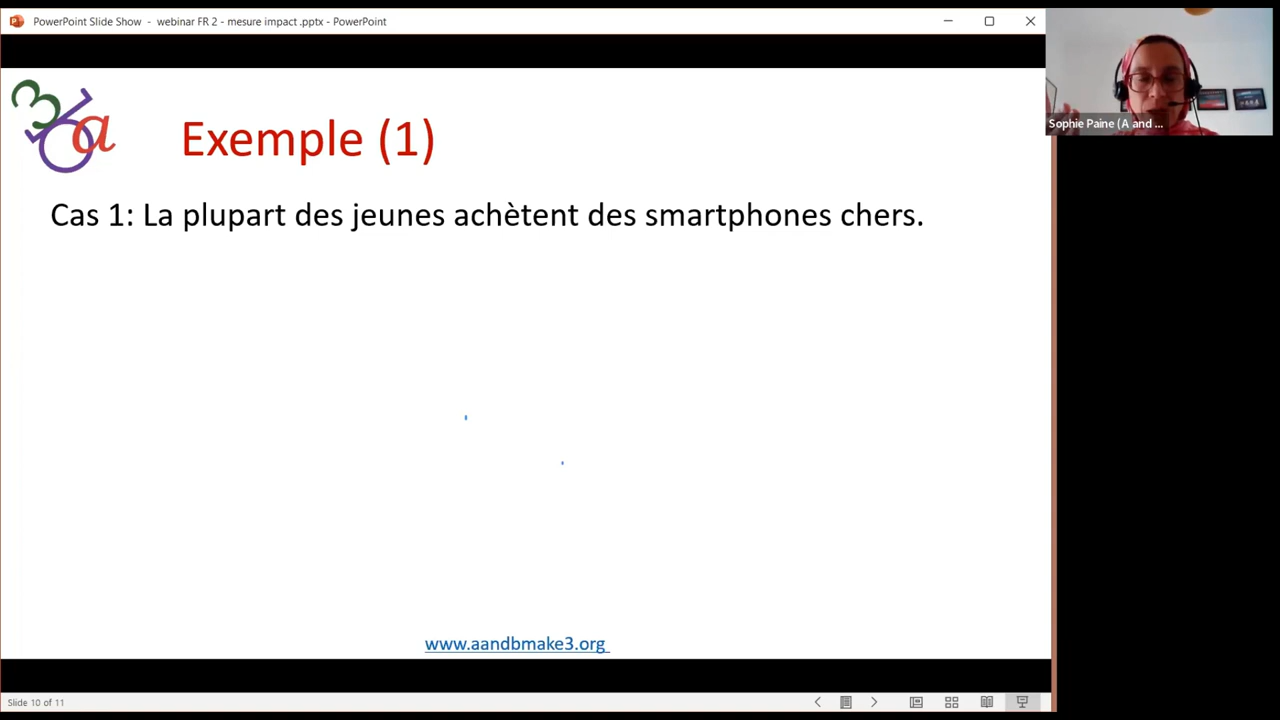 PowerPoint Slide Show - webinar FR 2 - mesure impact .pptx - PowerPoint
Sophie Paine (A and ...
36a
Exemple (1)
Cas 1: La plupart des jeunes achètent des smartphones chers.
www.aandbmake3.org
Slide 10 of 11